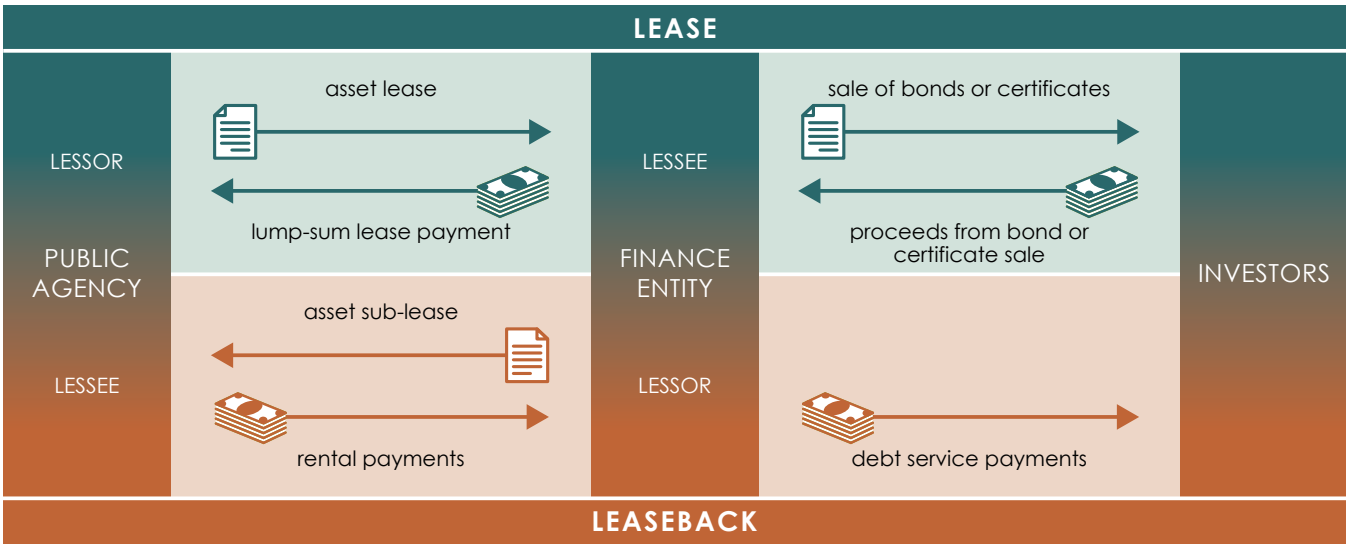 LEASE
asset lease
sale of bonds or certificates
LESSOR
LESSEE
lump-sum lease payment
proceeds from bond or
certificate sale
PUBLIC
AGENCY
FINANCE
ENTITY
INVESTORS
asset sub-lease
LESSEE
LESSOR
rental payments
debt service payments
LEASEBACK